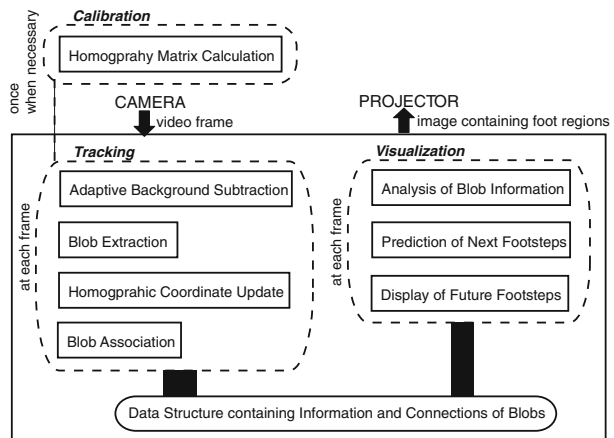 Calibration
Homogprahy Matrix Calculation
once
when necessary
CAMERA
video frame
PROJECTOR
image containing foot regions
Tracking
at each frame
Adaptive Background Subtraction
Blob Extraction
Homogprahic Coordinate Update
Blob Association
Visualization
at each frame
Analysis of Blob Information
Prediction of Next Footsteps
Display of Future Footsteps
Data Structure containing Information and Connections of Blobs